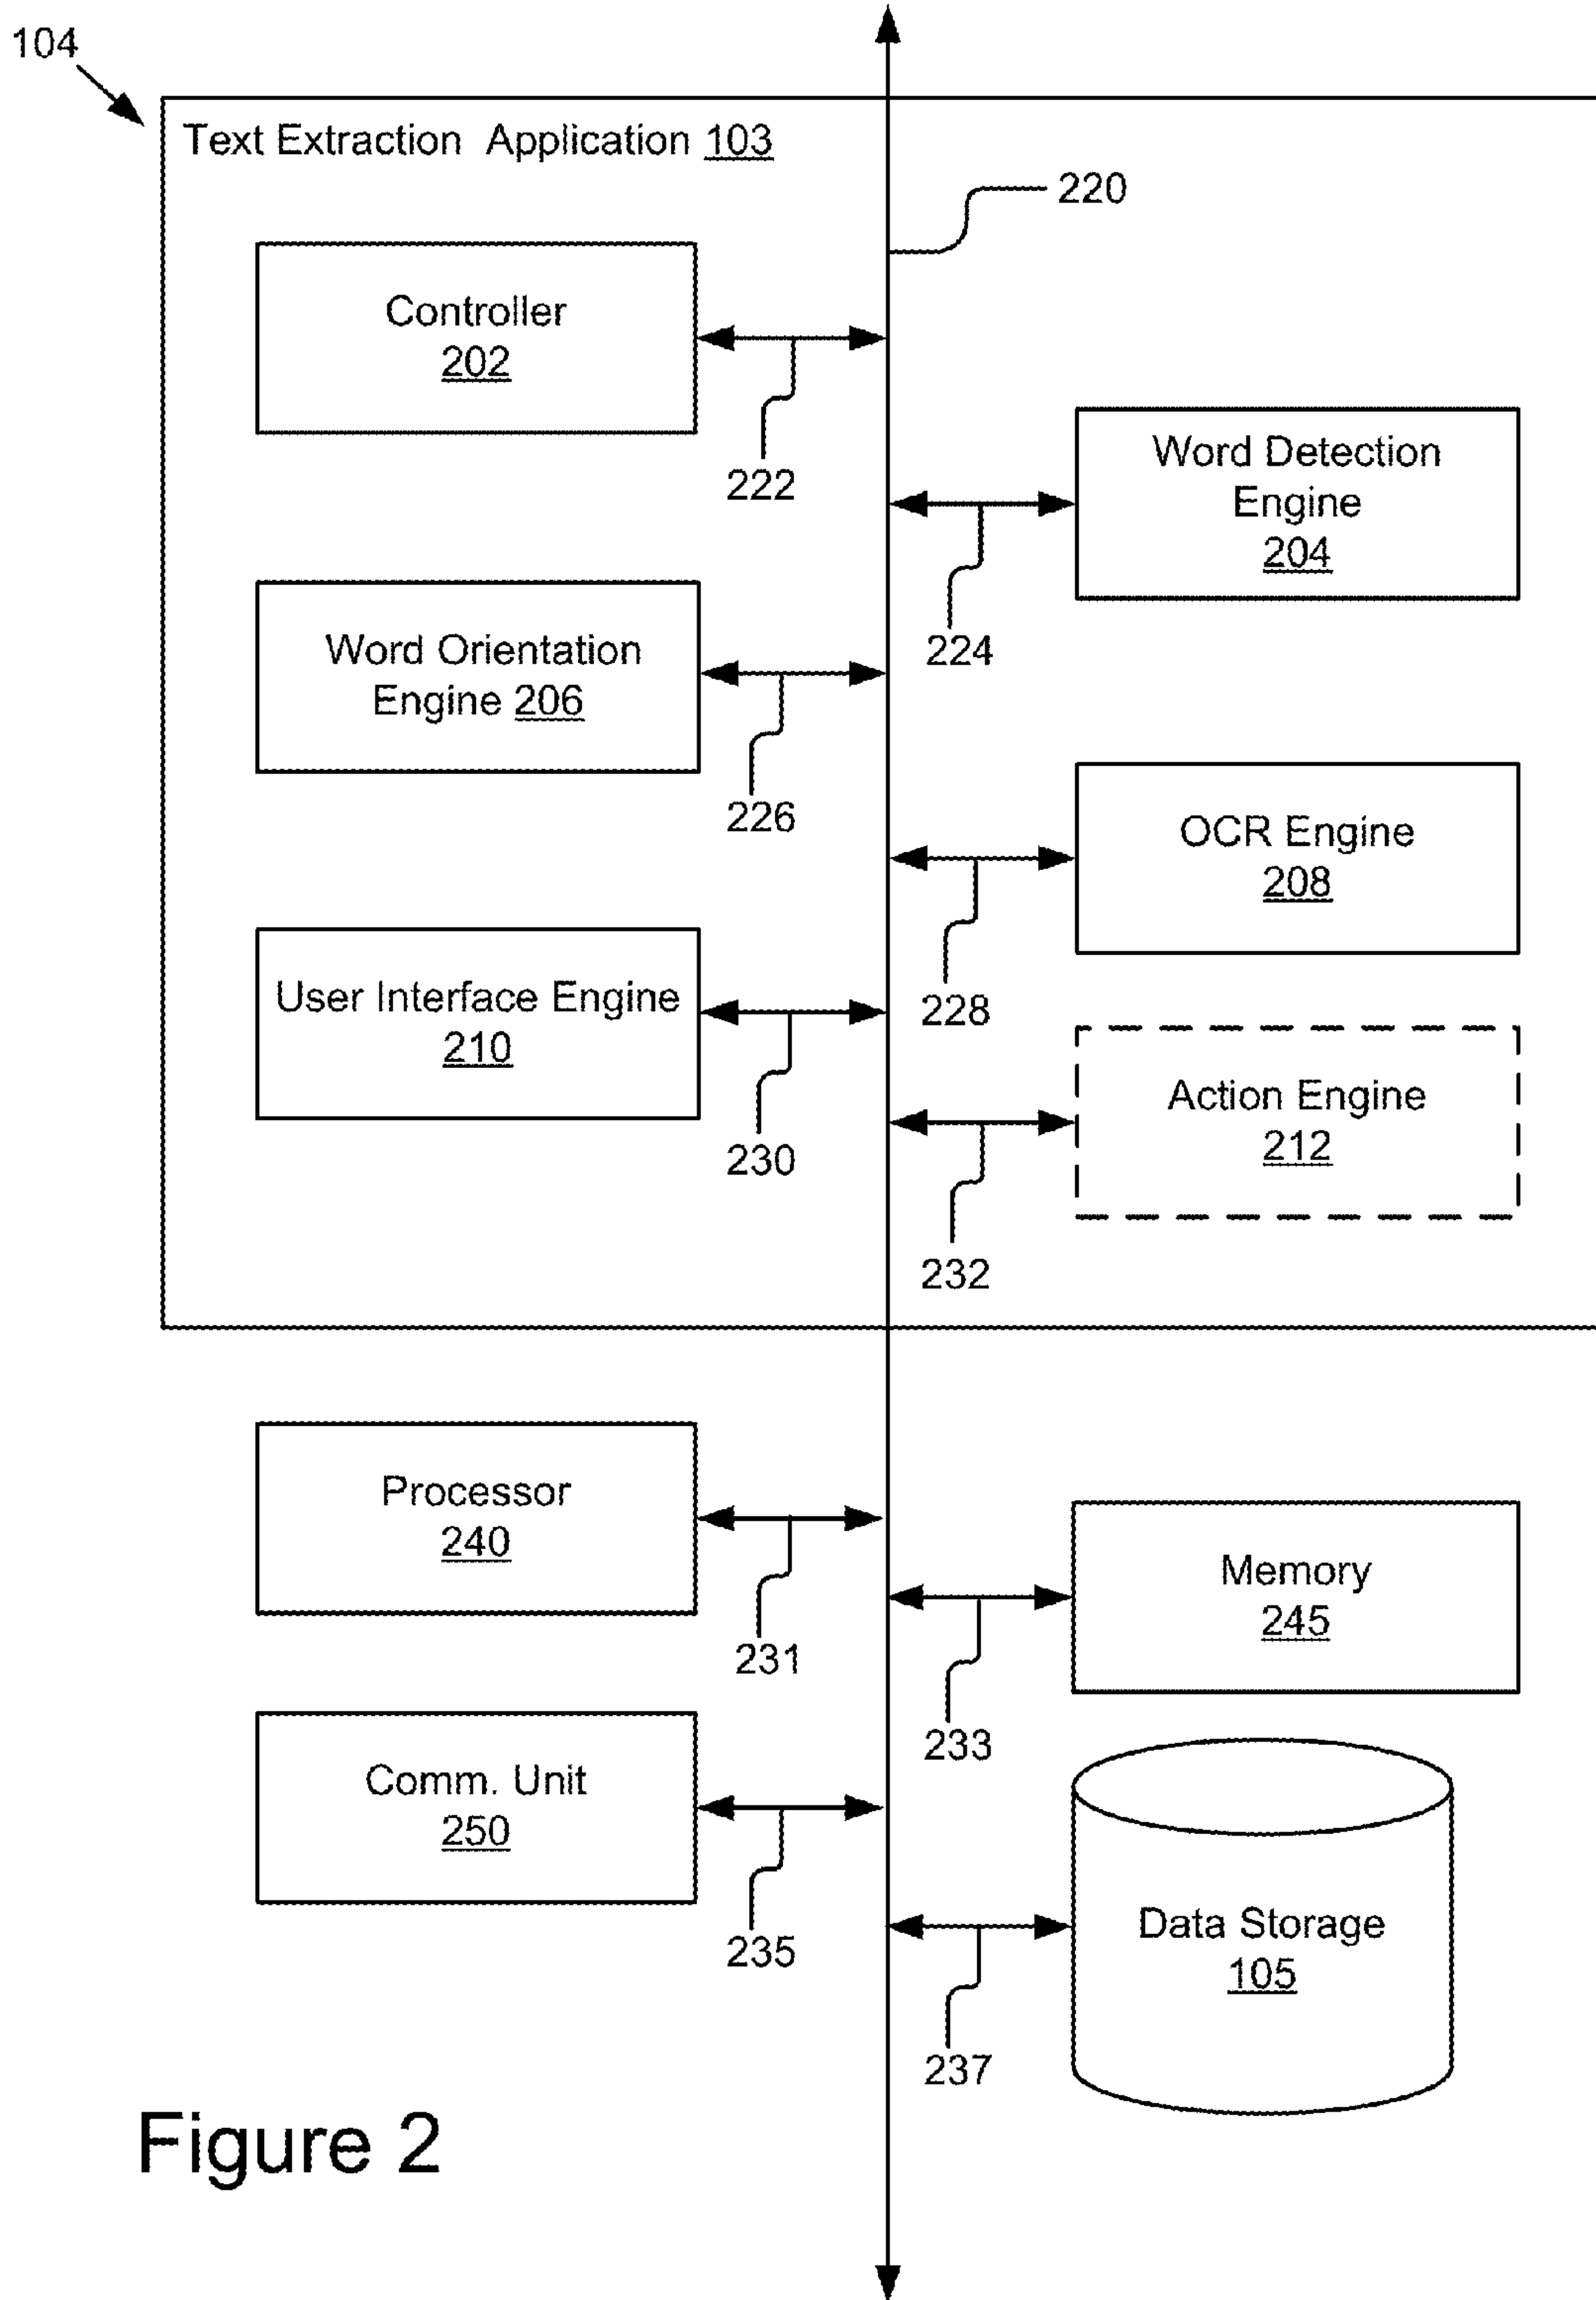 104
Text Extraction Application 103
220
Controller
202
222
Word Detection
Engine
204
224
Word Orientation
Engine 206
226
OCR Engine
208
228
User Interface Engine
210
230
Action Engine
212
232
Processor
240
231
Memory
245
233
Comm. Unit
250
235
Data Storage
105
237
Figure 2